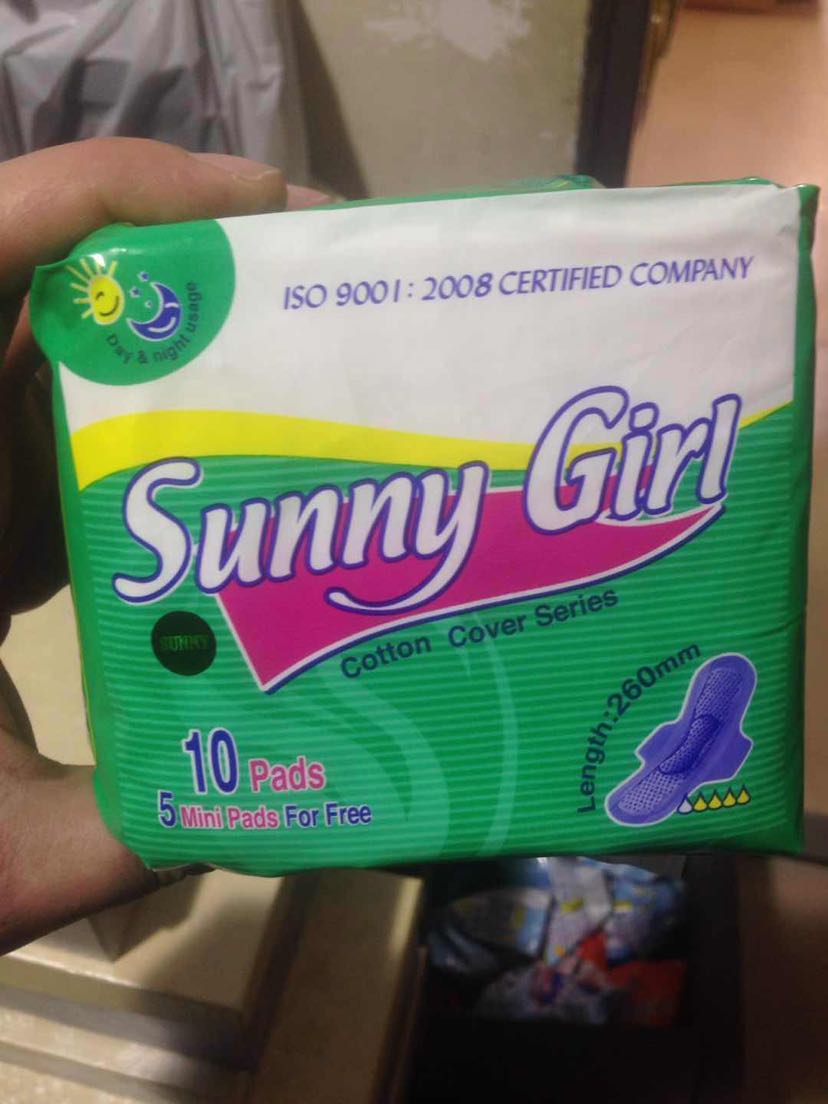 Day & night usage
ISO 9001: 2008 CERTIFIED COMPANY
Sunny Girl
Cotton Cover Series
SUNNY
Length:260mm
10 Pads
5 Mini Pads For Free